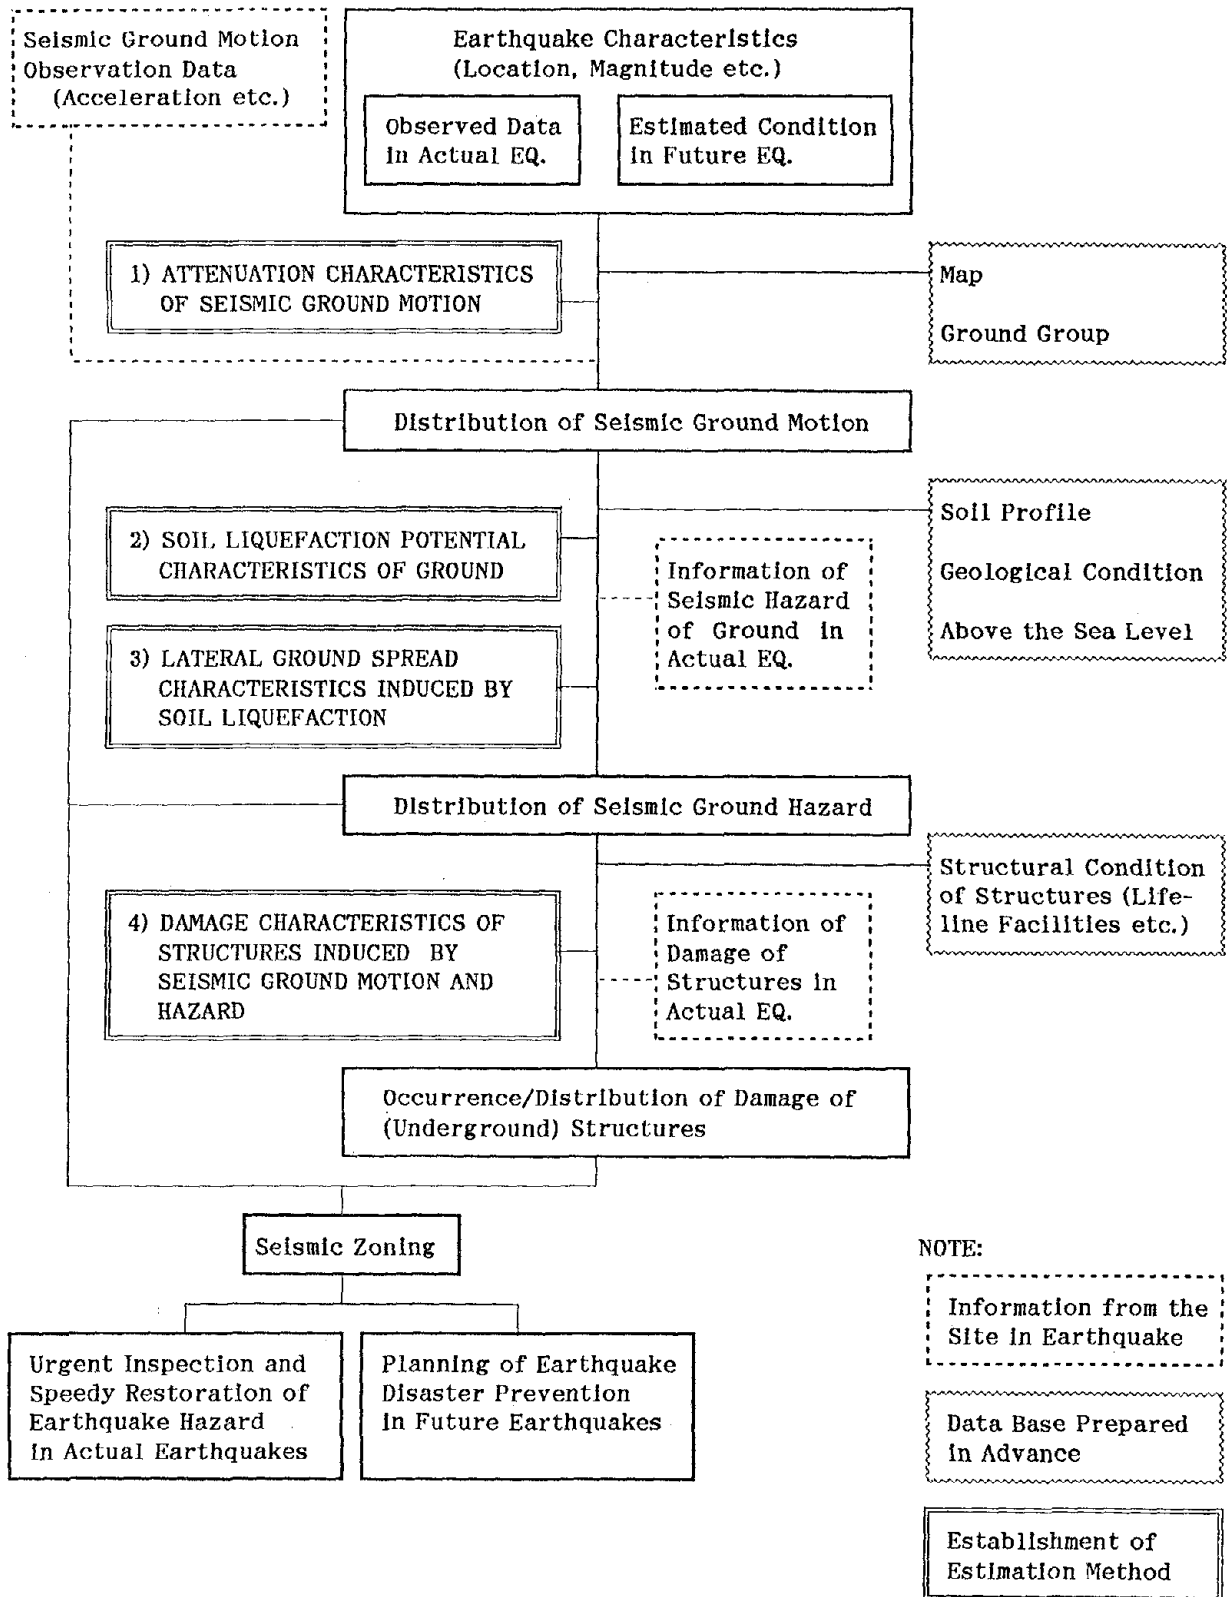 Seismic Ground Motion
Observation Data
(Acceleration etc.)
Earthquake Characteristics
(Location, Magnitude etc.)
Observed Data
in Actual EQ.
Estimated Condition
in Future EQ.
1) ATTENUATION CHARACTERISTICS
OF SEISMIC GROUND MOTION
Map
Ground Group
Distribution of Seismic Ground Motion
2) SOIL LIQUEFACTION POTENTIAL
CHARACTERISTICS OF GROUND
Information of
Seismic Hazard
of Ground in
Actual EQ.
Soil Profile
Geological Condition
Above the Sea Level
3) LATERAL GROUND SPREAD
CHARACTERISTICS INDUCED BY
SOIL LIQUEFACTION
Distribution of Seismic Ground Hazard
Structural Condition
of Structures (Life-
line Facilities etc.)
4) DAMAGE CHARACTERISTICS OF
STRUCTURES INDUCED BY
SEISMIC GROUND MOTION AND
HAZARD
Information of
Damage of
Structures in
Actual EQ.
Occurrence/Distribution of Damage of
(Underground) Structures
Seismic Zoning
Urgent Inspection and
Speedy Restoration of
Earthquake Hazard
in Actual Earthquakes
Planning of Earthquake
Disaster Prevention
in Future Earthquakes
NOTE:
Information from the
Site in Earthquake
Data Base Prepared
in Advance
Establishment of
Estimation Method